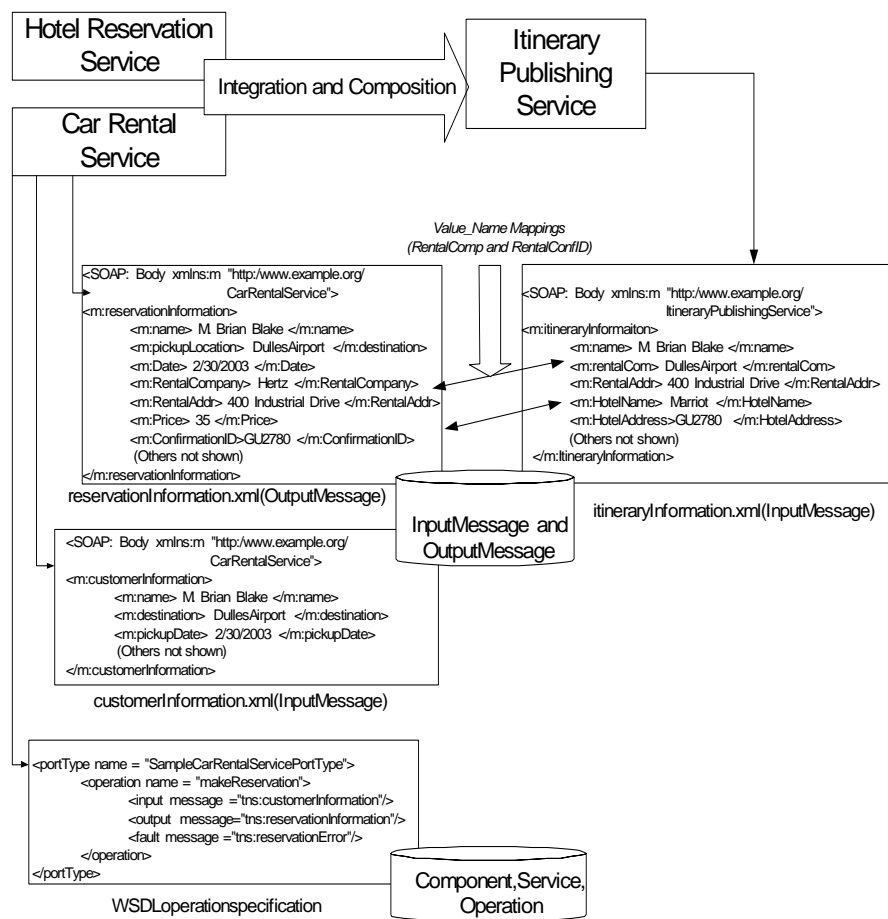 Hotel Reservation
Service
Integration and Composition
Itinerary
Publishing
Service
Car Rental
Service
Value_Name Mappings
(RentalComp and RentalConfID)
<SOAP: Body xmlns:m "http:/www.example.org/
CarRentalService">
<m:reservationInformation>
<m:name> M. Brian Blake </m:name>
<m:pickupLocation> DullesAirport </m:destination>
<m:Date> 2/30/2003 </m:Date>
<m:RentalCompany> Hertz </m:RentalCompany>
<m:RentalAddr> 400 Industrial Drive </m:RentalAddr>
<m:Price> 35 </m:Price>
<m:ConfirmationID>GU2780 </m:ConfirmationID>
(Others not shown)
</m:reservationInformation>
reservationInformation.xml(OutputMessage)
<SOAP: Body xmlns:m "http:/www.example.org/
ItineraryPublishingService">
<m:itineraryInformaiton>
<m:name> M. Brian Blake </m:name>
<m:rentalCom> DullesAirport </m:rentalCom>
<m:RentalAddr> 400 Industrial Drive </m:RentalAddr>
<m:HotelName> Marriot </m:HotelName>
<m:HotelAddress>GU2780 </m:HotelAddress>
(Others not shown)
</m:ItineraryInformation>
itineraryInformation.xml(InputMessage)
InputMessage and
OutputMessage
<SOAP: Body xmlns:m "http:/www.example.org/
CarRentalService">
<m:customerInformation>
<m:name> M. Brian Blake </m:name>
<m:destination> DullesAirport </m:destination>
<m:pickupDate> 2/30/2003 </m:pickupDate>
(Others not shown)
</m:customerInformation>
customerInformation.xml(InputMessage)
<portType name = "SampleCarRentalServicePortType">
<operation name = "makeReservation">
<input message ="tns:customerInformation"/>
<output message="tns:reservationInformation"/>
<fault message ="tns:reservationError"/>
</operation>
</portType>
WSDLoperationspecification
Component,Service,
Operation